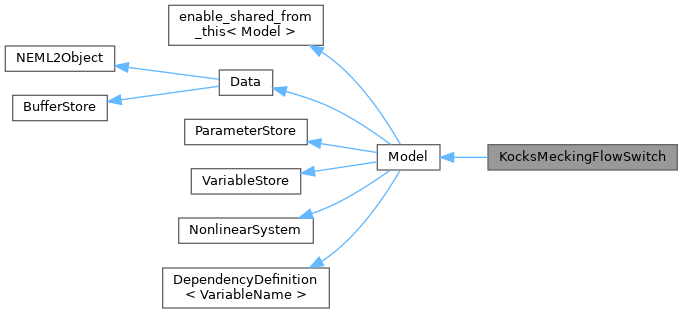 enable_shared_from
_this< Model >
NEML2Object
Data
BufferStore
ParameterStore
Model
KocksMeckingFlowSwitch
VariableStore
NonlinearSystem
DependencyDefinition
< VariableName >